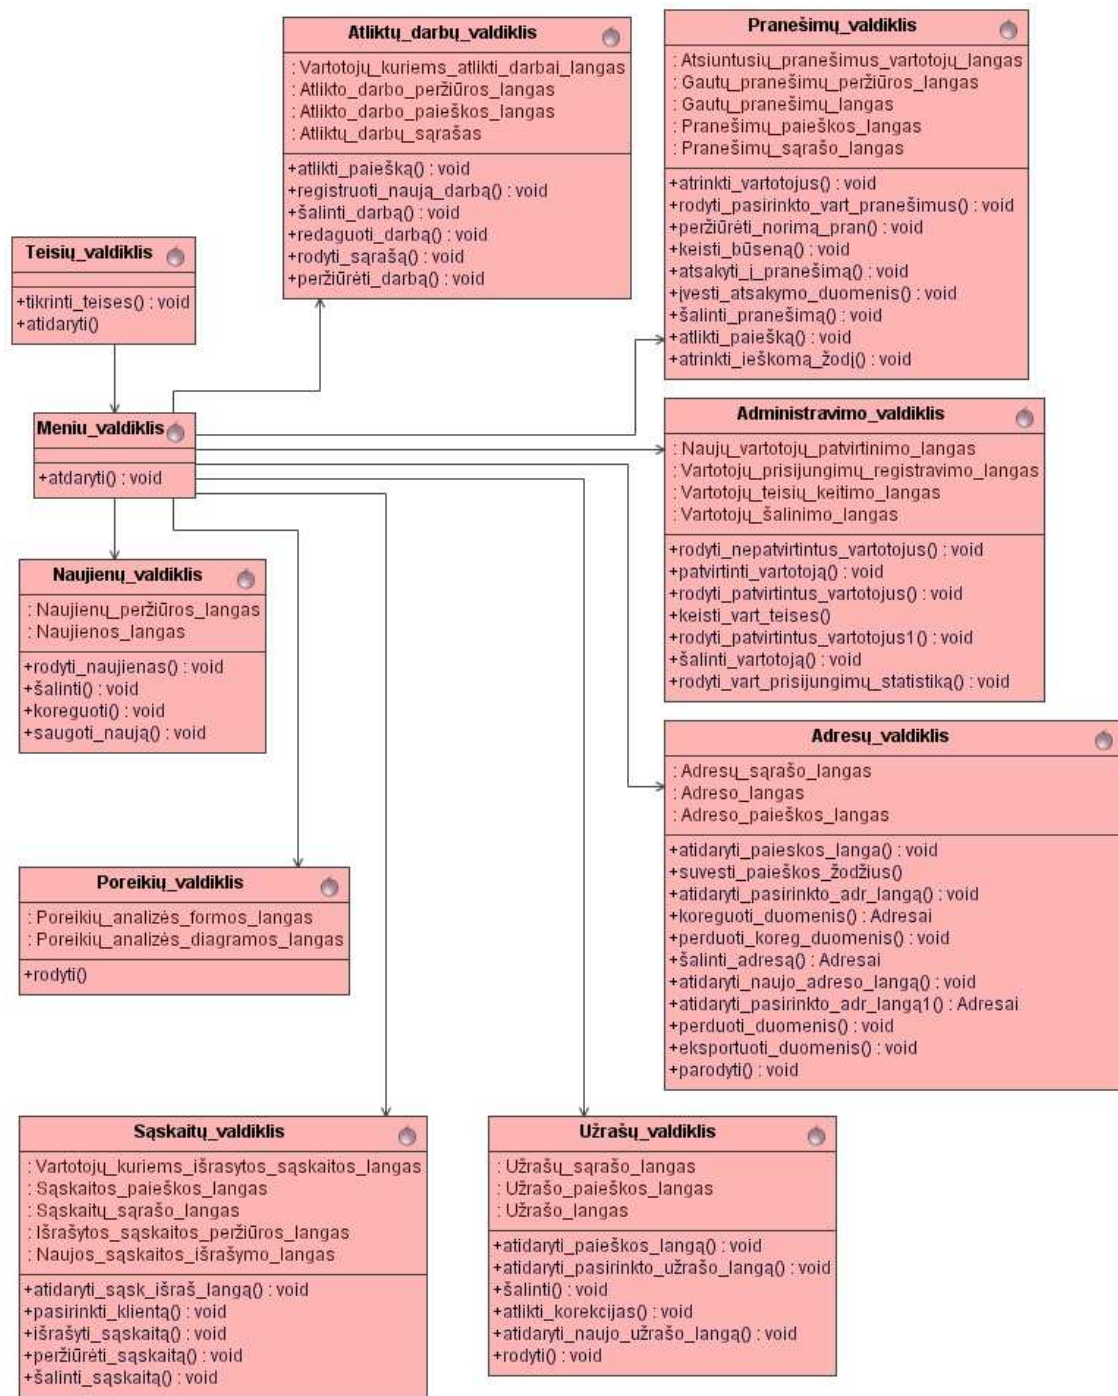 Atliktų_darbų_valdiklis
: Vartotojų_kuriems_atlikti_darbai_langas
: Atlikto_darbo_peržiūros_langas
: Atlikto_darbo_paieškos_langas
: Atliktų_darbų_sąrašas
+atlikti_paiešką() : void
+registruoti_naują_darbą() : void
+šalinti_darbą() : void
+redaguoti_darbą() : void
+rodyti_sąrašą() : void
+peržiūrėti_darbą() : void
Pranešimų_valdiklis
: Atsiuntusių_pranešimus_vartotojų_langas
: Gautų_pranešimų_peržiūros_langas
: Gautų_pranešimų_langas
: Pranešimų_paieškos_langas
: Pranešimų_sąrašo_langas
+atrinkti_vartotojus() : void
+rodyti_pasirinkto_vart_pranešimus() : void
+peržiūrėti_norimą_pran() : void
+keisti_būseną() : void
+atsakyti_į_pranešimą() : void
+įvesti_atsakymo_duomenis() : void
+šalinti_pranešimą() : void
+atlikti_paiešką() : void
+atrinkti_ieškomą_žodį() : void
Teisių_valdiklis
+tikrinti_teises() : void
+atidaryti()
Meniu_valdiklis
+atdaryti() : void
Administravimo_valdiklis
: Naujų_vartotojų_patvirtinimo_langas
: Vartotojų_prisijungimų_registravimo_langas
: Vartotojų_teisių_keitimo_langas
: Vartotojų_šalinimo_langas
+rodyti_nepatvirtintus_vartotojus() : void
+patvirtinti_vartotoją() : void
+rodyti_patvirtintus_vartotojus() : void
+keisti_vart_teises()
+rodyti_patvirtintus_vartotojus1() : void
+šalinti_vartotoją() : void
+rodyti_vart_prisijungimų_statistiką() : void
Naujienų_valdiklis
: Naujienų_peržiūros_langas
: Naujienos_langas
+rodyti_naujienas() : void
+šalinti() : void
+koreguoti() : void
+saugoti_naują() : void
Adresų_valdiklis
: Adresų_sąrašo_langas
: Adreso_langas
: Adreso_paieškos_langas
+atidaryti_paieskos_langa() : void
+suvesti_paieškos_žodžius()
+atidaryti_pasirinkto_adr_langą() : void
+koreguoti_duomenis() : Adresai
+perduoti_koreg_duomenis() : void
+šalinti_adresą() : Adresai
+atidaryti_naujo_adreso_langą() : void
+atidaryti_pasirinkto_adr_langą1() : Adresai
+perduoti_duomenis() : void
+eksportuoti_duomenis() : void
+parodyti() : void
Poreikių_valdiklis
: Poreikių_analizės_formos_langas
: Poreikių_analizės_diagramos_langas
+rodyti()
Sąskaitų_valdiklis
: Vartotojų_kuriems_išrasytos_sąskaitos_langas
: Sąskaitos_paieškos_langas
: Sąskaitų_sąrašo_langas
: Išrašytos_sąskaitos_peržiūros_langas
: Naujos_sąskaitos_išrašymo_langas
+atidaryti_sąsk_išraš_langą() : void
+pasirinkti_klientą() : void
+išrašyti_sąskaitą() : void
+peržiūrėti_sąskaitą() : void
+šalinti_sąskaitą() : void
Užrašų_valdiklis
: Užrašų_sąrašo_langas
: Užrašo_paieškos_langas
: Užrašo_langas
+atidaryti_paieškos_langą() : void
+atidaryti_pasirinkto_užrašo_langą() : void
+šalinti() : void
+atlikti_korekcijas() : void
+atidaryti_naujo_užrašo_langą() : void
+rodyti() : void